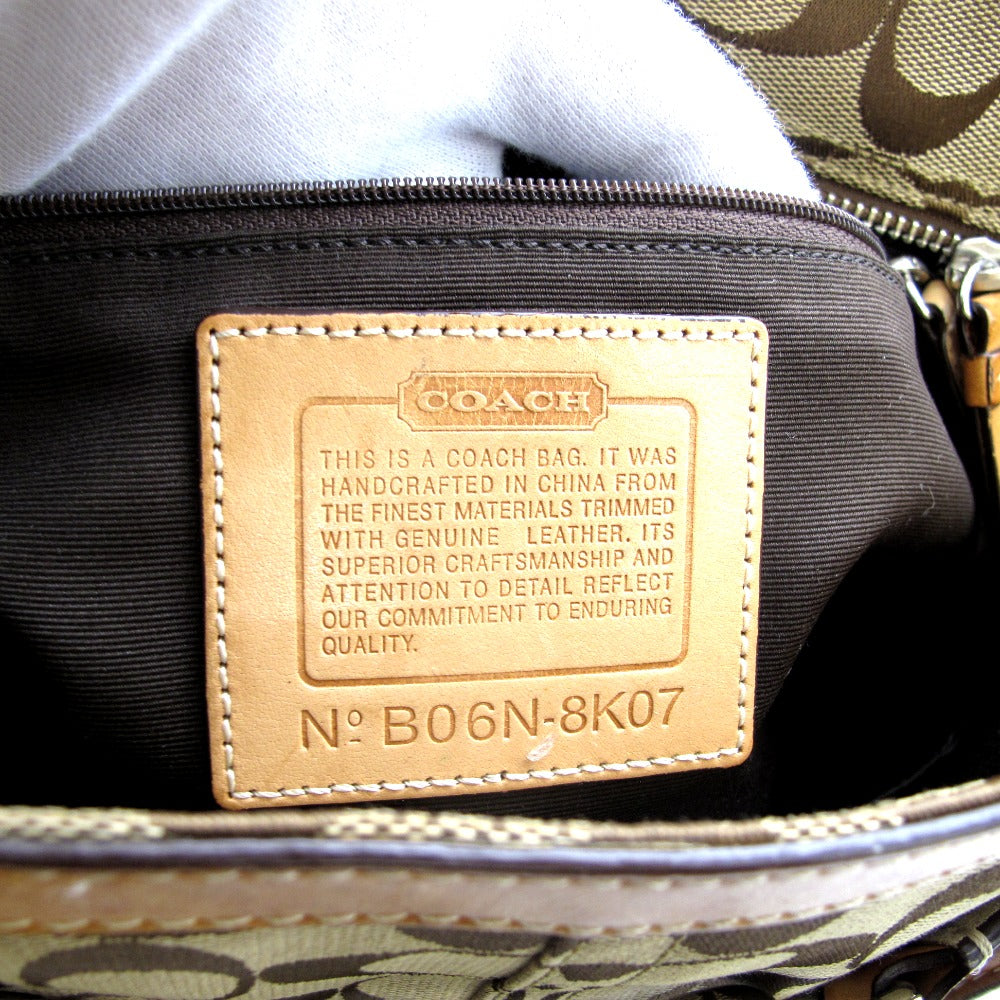 COACH
THIS IS A COACH BAG. IT WAS
HANDCRAFTED IN CHINA FROM
THE FINEST MATERIALS TRIMMED
WITH GENUINE LEATHER. ITS
SUPERIOR CRAFTSMANSHIP AND
ATTENTION TO DETAIL REFLECT
OUR COMMITMENT TO ENDURING
QUALITY.
Nº B06N-8K07